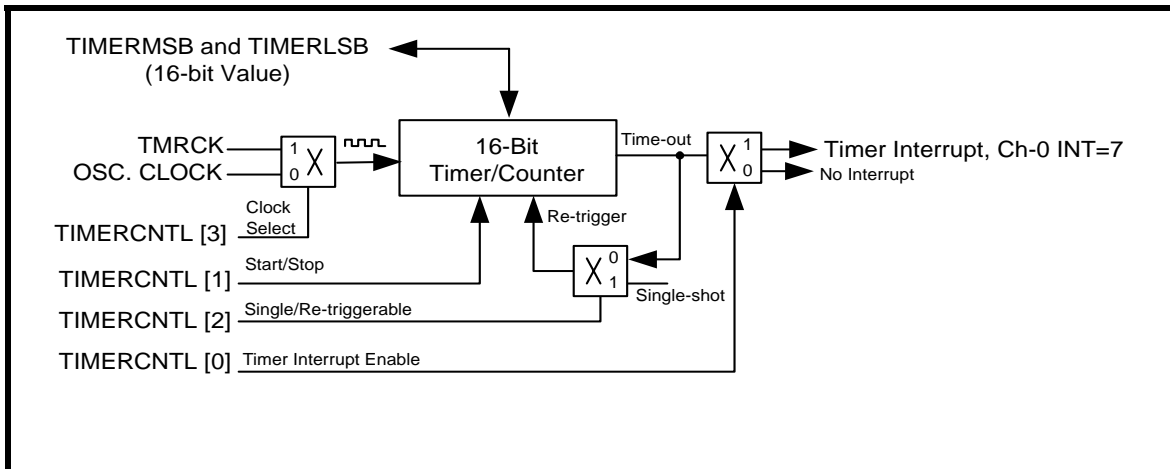 TIMERMSB and TIMERLSB
(16-bit Value)
TMRCK
OSC. CLOCK
1
0
X
16-Bit
Timer/Counter
Time-out
X
1
0
Timer Interrupt, Ch-0 INT=7
No Interrupt
Clock
Select
TIMERCNTL [3]
Re-trigger
TIMERCNTL [1]
Start/Stop
X
0
1
Single-shot
TIMERCNTL [2]
Single/Re-triggerable
TIMERCNTL [0]
Timer Interrupt Enable